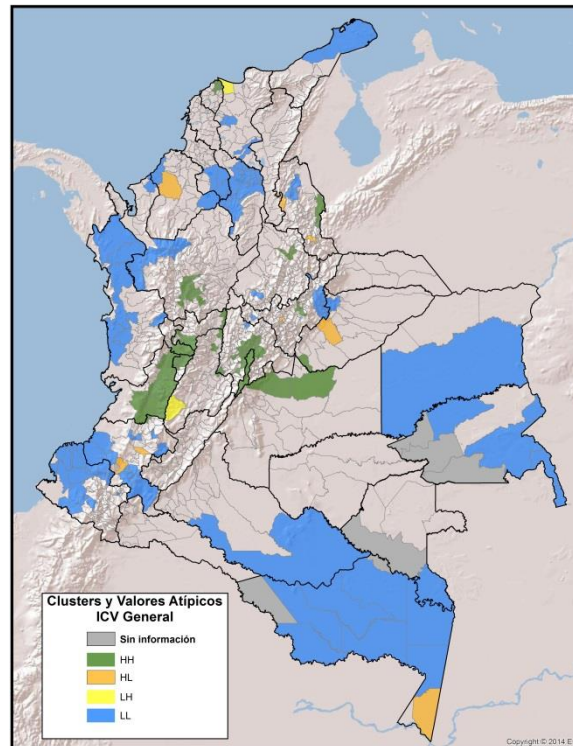 Clusters y Valores Atípicos
ICV General
Sin información
HH
HL
LH
LL
Copyright © 2014 E